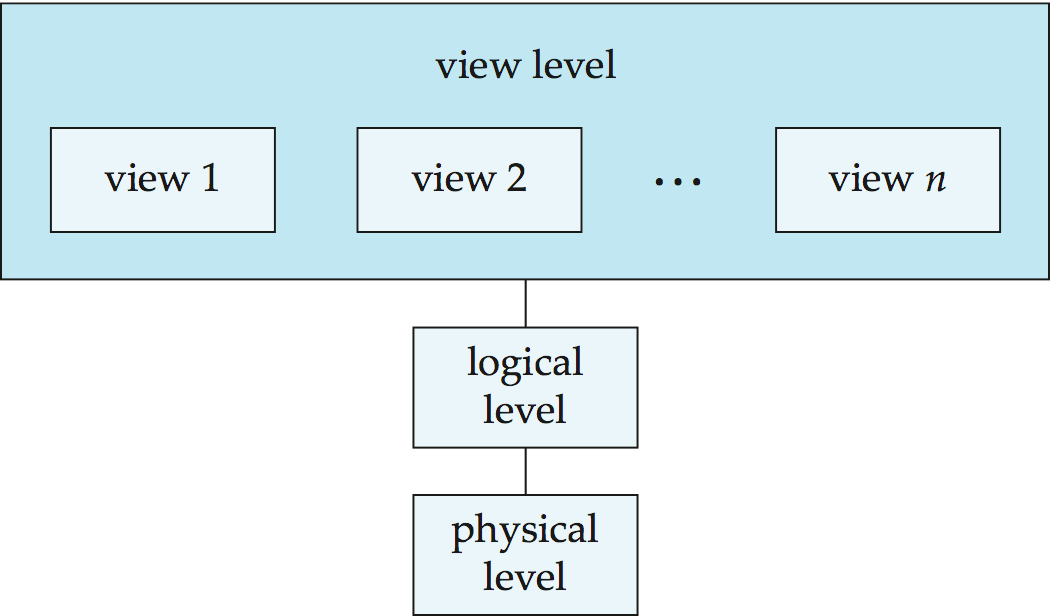 view level
view 1 view 2 ... view n
logical
level
physical
level